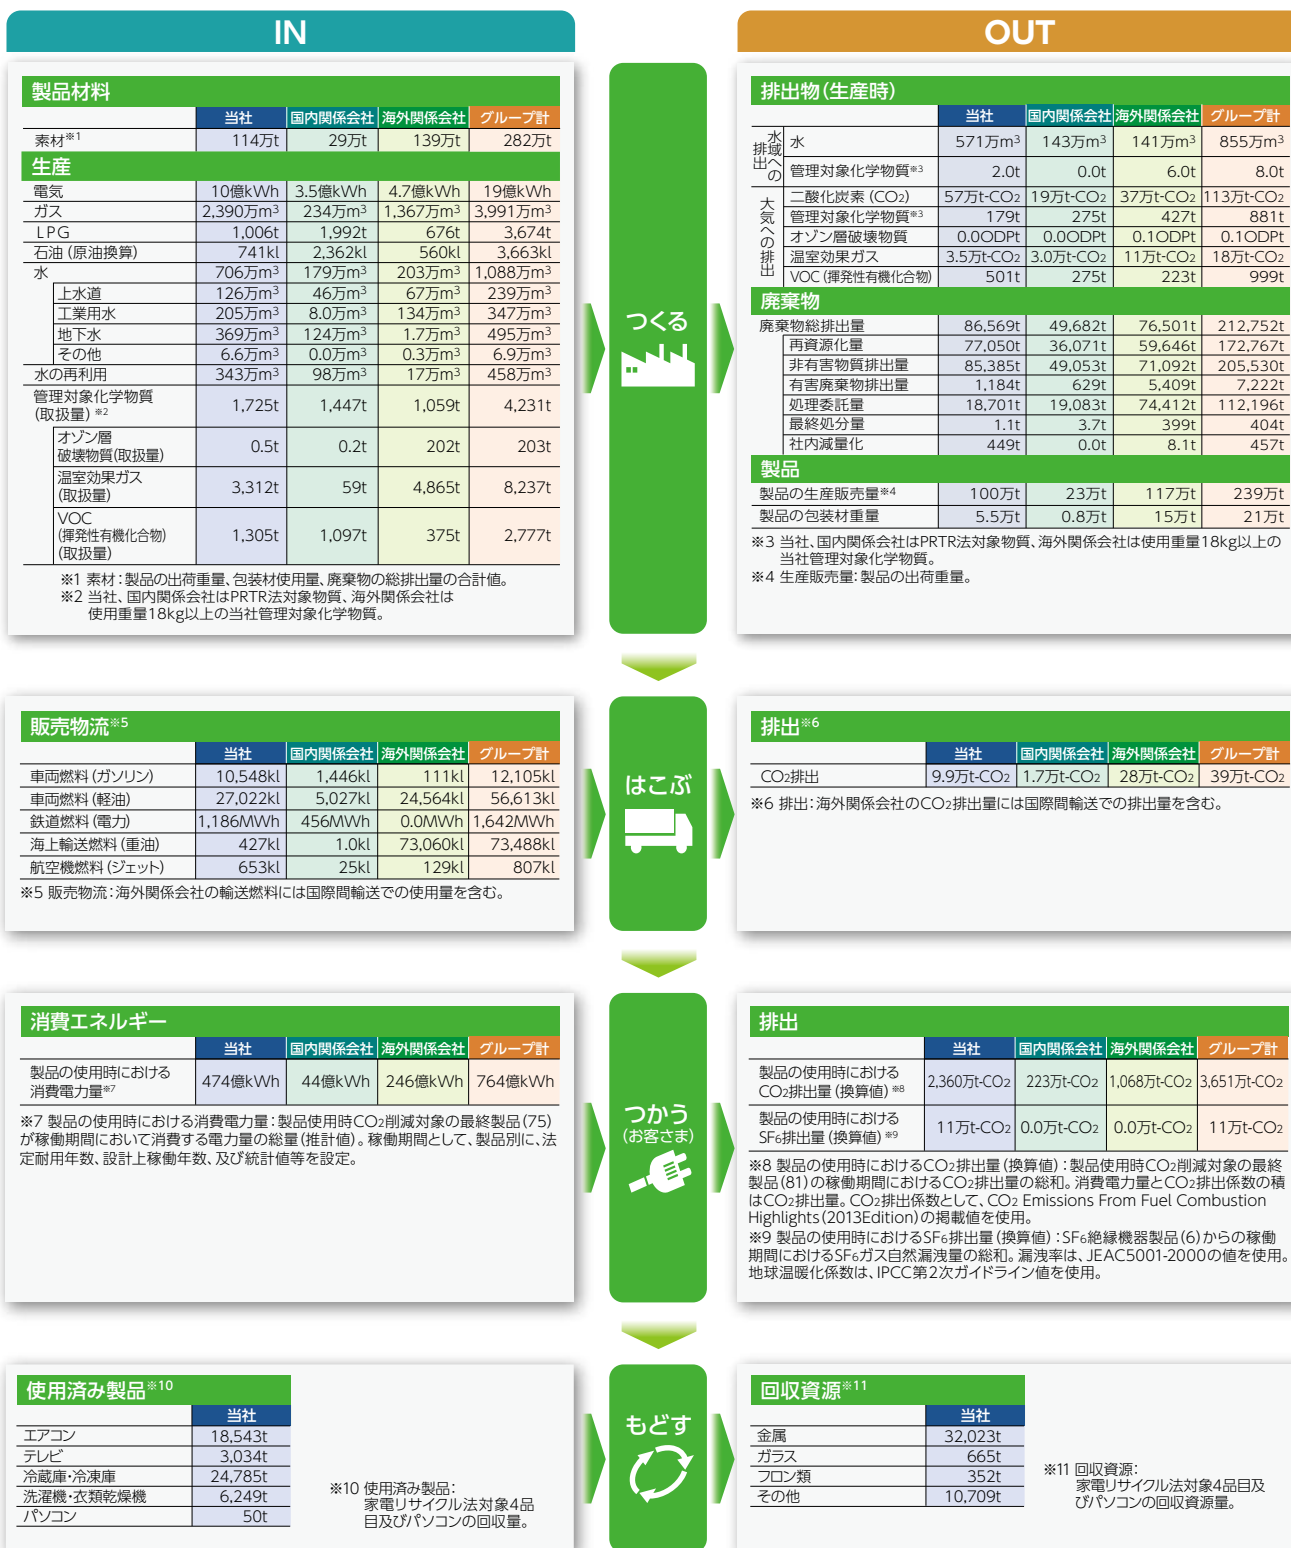 IN
OUT
製品材料
当社 国内関係会社 海外関係会社 グループ計
素材※1 114万t 29万t 139万t 282万t
生産
電気 10億kWh 3.5億kWh 4.7億kWh 19億kWh
ガス 2,390万m³ 234万m³ 1,367万m³ 3,991万m³
LPG 1,006t 1,992t 676t 3,674t
石油(原油換算) 741kl 2,362kl 560kl 3,663kl
水 706万m³ 179万m³ 203万m³ 1,088万m³
上水道 126万m³ 46万m³ 67万m³ 239万m³
工業用水 205万m³ 8.0万m³ 134万m³ 347万m³
地下水 369万m³ 124万m³ 1.7万m³ 495万m³
その他 6.6万m³ 0.0万m³ 0.3万m³ 6.9万m³
水の再利用 343万m³ 98万m³ 17万m³ 458万m³
管理対象化学物質
(取扱量)※2 1,725t 1,447t 1,059t 4,231t
オゾン層
破壊物質(取扱量) 0.5t 0.2t 202t 203t
温室効果ガス
(取扱量) 3,312t 59t 4,865t 8,237t
VOC
(揮発性有機化合物)
(取扱量) 1,305t 1,097t 375t 2,777t
※1 素材:製品の出荷重量、包装材使用量、廃棄物の総排出量の合計値。
※2 当社、国内関係会社はPRTR法対象物質、海外関係会社は
使用重量18kg以上の当社管理対象化学物質。
つくる
排出物(生産時)
当社 国内関係会社 海外関係会社 グループ計
水域への排出
水 571万m³ 143万m³ 141万m³ 855万m³
管理対象化学物質※3 2.0t 0.0t 6.0t 8.0t
大気への排出
二酸化炭素(CO₂) 57万t-CO₂ 19万t-CO₂ 37万t-CO₂ 113万t-CO₂
管理対象化学物質※3 179t 275t 427t 881t
オゾン層破壊物質 0.0ODPt 0.0ODPt 0.1ODPt 0.1ODPt
温室効果ガス 3.5万t-CO₂ 3.0万t-CO₂ 11万t-CO₂ 18万t-CO₂
VOC(揮発性有機化合物) 501t 275t 223t 999t
廃棄物
廃棄物総排出量 86,569t 49,682t 76,501t 212,752t
再資源化量 77,050t 36,071t 59,646t 172,767t
非有害物質排出量 85,385t 49,053t 71,092t 205,530t
有害廃棄物排出量 1,184t 629t 5,409t 7,222t
処理委託量 18,701t 19,083t 74,412t 112,196t
最終処分量 1.1t 3.7t 399t 404t
社内減量化 449t 0.0t 8.1t 457t
製品
製品の生産販売量※4 100万t 23万t 117万t 239万t
製品の包装材重量 5.5万t 0.8万t 15万t 21万t
※3 当社、国内関係会社はPRTR法対象物質、海外関係会社は使用重量18kg以上の
当社管理対象化学物質。
※4 生産販売量:製品の出荷重量。
販売物流※5
当社 国内関係会社 海外関係会社 グループ計
車両燃料(ガソリン) 10,548kl 1,446kl 111kl 12,105kl
車両燃料(軽油) 27,022kl 5,027kl 24,564kl 56,613kl
鉄道燃料(電力) 1,186MWh 456MWh 0.0MWh 1,642MWh
海上輸送燃料(重油) 427kl 1.0kl 73,060kl 73,488kl
航空機燃料(ジェット) 653kl 25kl 129kl 807kl
※5 販売物流:海外関係会社の輸送燃料には国際間輸送での使用量を含む。
はこぶ
排出※6
当社 国内関係会社 海外関係会社 グループ計
CO₂排出 9.9万t-CO₂ 1.7万t-CO₂ 28万t-CO₂ 39万t-CO₂
※6 排出:海外関係会社のCO₂排出量には国際間輸送での排出量を含む。
消費エネルギー
当社 国内関係会社 海外関係会社 グループ計
製品の使用時における
消費電力量※7 474億kWh 44億kWh 246億kWh 764億kWh
※7 製品の使用時における消費電力量:製品使用時CO₂削減対象の最終製品(75)
が稼働期間において消費する電力量の総量(推計値)。稼働期間として、製品別に、法
定耐用年数、設計上稼働年数、及び統計値等を設定。
つかう
(お客さま)
排出
当社 国内関係会社 海外関係会社 グループ計
製品の使用時における
CO₂排出量(換算値)※8 2,360万t-CO₂ 223万t-CO₂ 1,068万t-CO₂ 3,651万t-CO₂
製品の使用時における
SF₆排出量(換算値)※9 11万t-CO₂ 0.0万t-CO₂ 0.0万t-CO₂ 11万t-CO₂
※8 製品の使用時におけるCO₂排出量(換算値):製品使用時CO₂削減対象の最終
製品(81)の稼働期間におけるCO₂排出量の総和。消費電力量とCO₂排出係数の積
はCO₂排出量。CO₂排出係数として、CO₂ Emissions From Fuel Combustion
Highlights(2013Edition)の掲載値を使用。
※9 製品の使用時におけるSF₆排出量(換算値):SF₆絶縁機器製品(6)からの稼働
期間におけるSF₆ガス自然漏洩量の総和。漏洩率は、JEAC5001-2000の値を使用。
地球温暖化係数は、IPCC第2次ガイドライン値を使用。
使用済み製品※10
当社
エアコン 18,543t
テレビ 3,034t
冷蔵庫・冷凍庫 24,785t
洗濯機・衣類乾燥機 6,249t
パソコン 50t
※10 使用済み製品:
家電リサイクル法対象4品
目及びパソコンの回収量。
もどす
回収資源※11
当社
金属 32,023t
ガラス 665t
フロン類 352t
その他 10,709t
※11 回収資源:
家電リサイクル法対象4品目及
びパソコンの回収資源量。